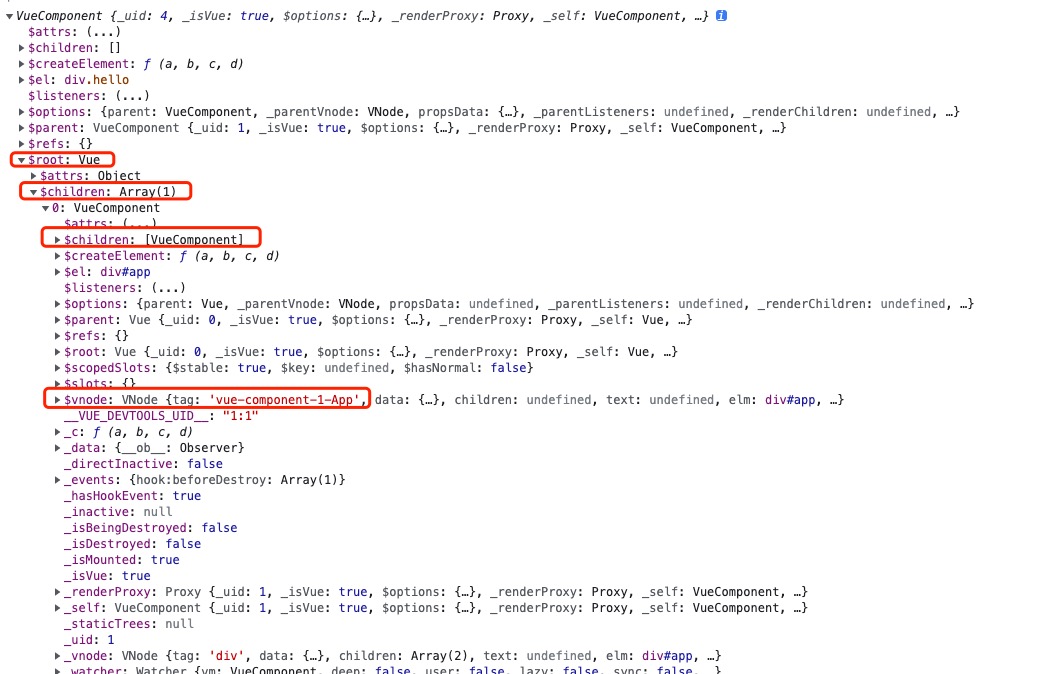 VueComponent {_uid: 4, _isVue: true, $options: {…}, _renderProxy: Proxy, _self: VueComponent, …} i
$attrs: (...)
$children: []
$createElement: ƒ (a, b, c, d)
$el: div.hello
$listeners: (...)
$options: {parent: VueComponent, _parentVnode: VNode, propsData: {…}, _parentListeners: undefined, _renderChildren: undefined, …}
$parent: VueComponent {_uid: 1, _isVue: true, $options: {…}, _renderProxy: Proxy, _self: VueComponent, …}
$refs: {}
$root: Vue
$attrs: Object
$children: Array(1)
0: VueComponent
$attrs: (...)
$children: [VueComponent]
$createElement: ƒ (a, b, c, d)
$el: div#app
$listeners: (...)
$options: {parent: Vue, _parentVnode: VNode, propsData: undefined, _parentListeners: undefined, _renderChildren: undefined, …}
$parent: Vue {_uid: 0, _isVue: true, $options: {…}, _renderProxy: Proxy, _self: Vue, …}
$refs: {}
$root: Vue {_uid: 0, _isVue: true, $options: {…}, _renderProxy: Proxy, _self: Vue, …}
$scopedSlots: {$stable: true, $key: undefined, $hasNormal: false}
$slots: {}
$vnode: VNode {tag: 'vue-component-1-App', data: {…}, children: undefined, text: undefined, elm: div#app, …}
__VUE_DEVTOOLS_UID__: "1:1"
_c: ƒ (a, b, c, d)
_data: {__ob__: Observer}
_directInactive: false
_events: {hook:beforeDestroy: Array(1)}
_hasHookEvent: true
_inactive: null
_isBeingDestroyed: false
_isDestroyed: false
_isMounted: true
_isVue: true
_renderProxy: Proxy {_uid: 1, _isVue: true, $options: {…}, _renderProxy: Proxy, _self: VueComponent, …}
_self: VueComponent {_uid: 1, _isVue: true, $options: {…}, _renderProxy: Proxy, _self: VueComponent, …}
_staticTrees: null
_uid: 1
_vnode: VNode {tag: 'div', data: {…}, children: Array(2), text: undefined, elm: div#app, …}
_watcher: Watcher {vm: VueComponent, deep: false, user: false, lazy: false, sync: false, …}